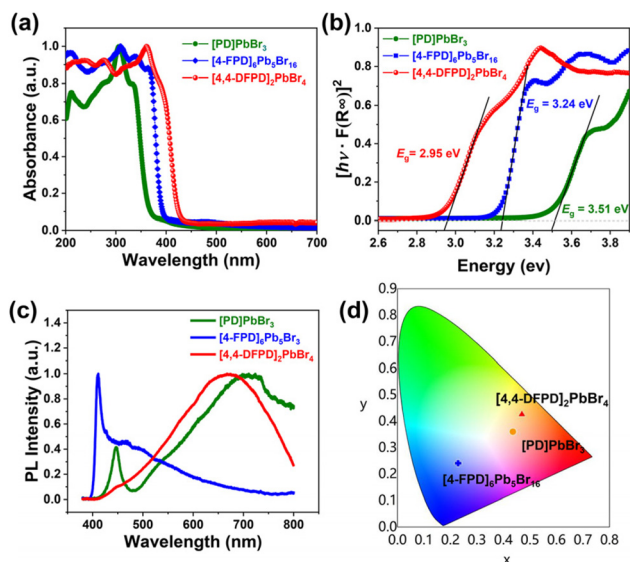 (a)
[PD]PbBr3
[4-FPD]6Pb5Br16
[4,4-DFPD]2PbBr4
Absorbance (a.u.)
1.0
0.8
0.6
0.4
0.2
0.0
200 300 400 500 600 700
Wavelength (nm)
(b)
[PD]PbBr3
[4-FPD]6Pb5Br16
[4,4-DFPD]2PbBr4
[hν · F(R∞)]2
1.0
0.8
0.6
0.4
0.2
0.0
Eg= 2.95 eV
Eg = 3.24 eV
Eg = 3.51 eV
2.6 3.0 3.4 3.8
Energy (ev)
(c)
[PD]PbBr3
[4-FPD]6Pb5Br3
[4,4-DFPD]2PbBr4
PL Intensity (a.u.)
1.4
1.2
1.0
0.8
0.6
0.4
0.2
0.0
400 500 600 700 800
Wavelength (nm)
(d)
y
0.9
0.8
0.7
0.6
0.5
0.4
0.3
0.2
0.1
0.0
[4,4-DFPD]2PbBr4
[PD]PbBr3
[4-FPD]6Pb5Br16
0.0 0.1 0.2 0.3 0.4 0.5 0.6 0.7 0.8
x